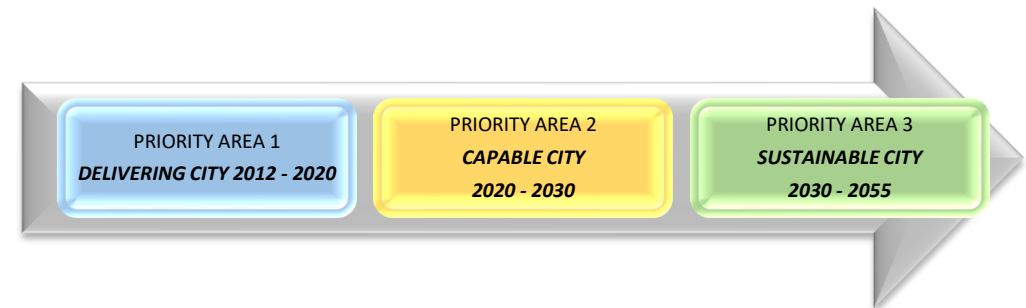 PRIORITY AREA 1
DELIVERING CITY 2012 - 2020
PRIORITY AREA 2
CAPABLE CITY
2020 - 2030
PRIORITY AREA 3
SUSTAINABLE CITY
2030 - 2055